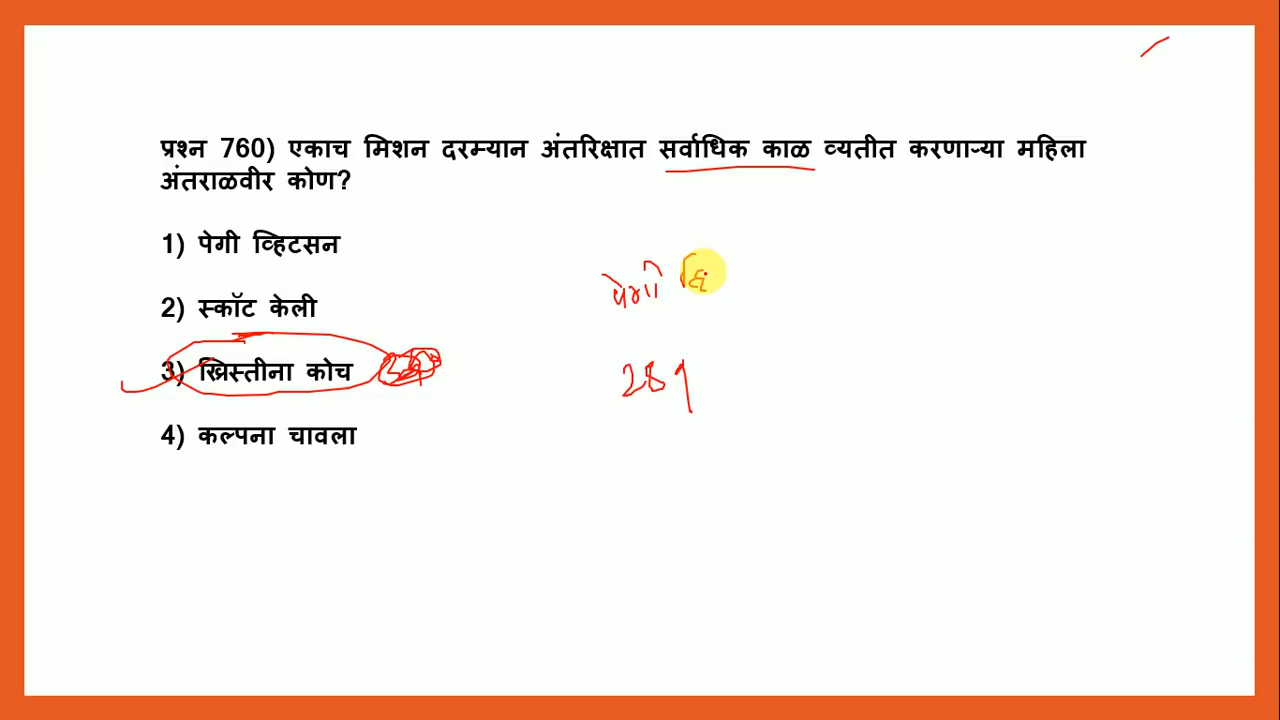 प्रश्न 760) एकाच मिशन दरम्यान अंतरिक्षात सर्वाधिक काळ व्यतीत करणाऱ्या महिला
अंतराळवीर कोण?
1) पेगी व्हिटसन
पेगी
2) स्कॉट केली
3) ख्रिस्तीना कोच
289
4) कल्पना चावला